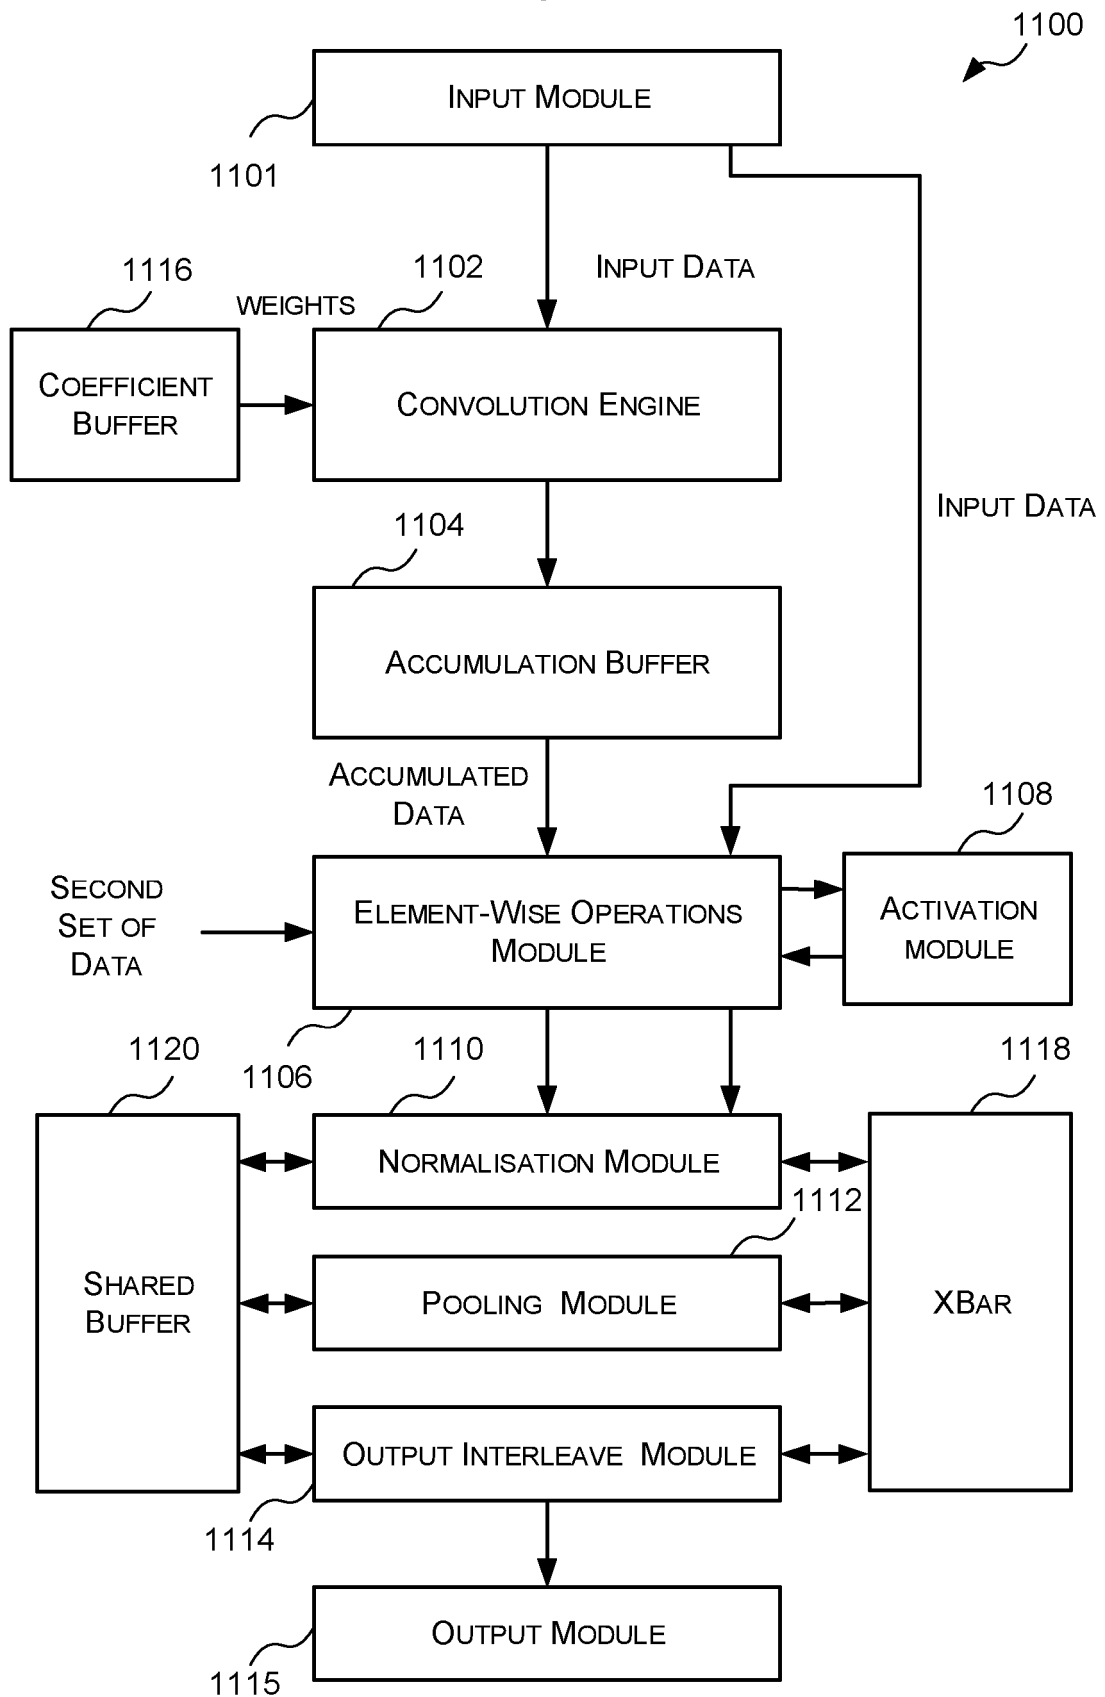 1100
INPUT MODULE
1101
1116
1102
INPUT DATA
WEIGHTS
COEFFICIENT
BUFFER
CONVOLUTION ENGINE
INPUT DATA
1104
ACCUMULATION BUFFER
ACCUMULATED
DATA
1108
SECOND
SET OF
DATA
ELEMENT-WISE OPERATIONS
MODULE
ACTIVATION
MODULE
1106
1120
1110
1118
NORMALISATION MODULE
1112
SHARED
BUFFER
POOLING MODULE
XBAR
OUTPUT INTERLEAVE MODULE
1114
OUTPUT MODULE
1115